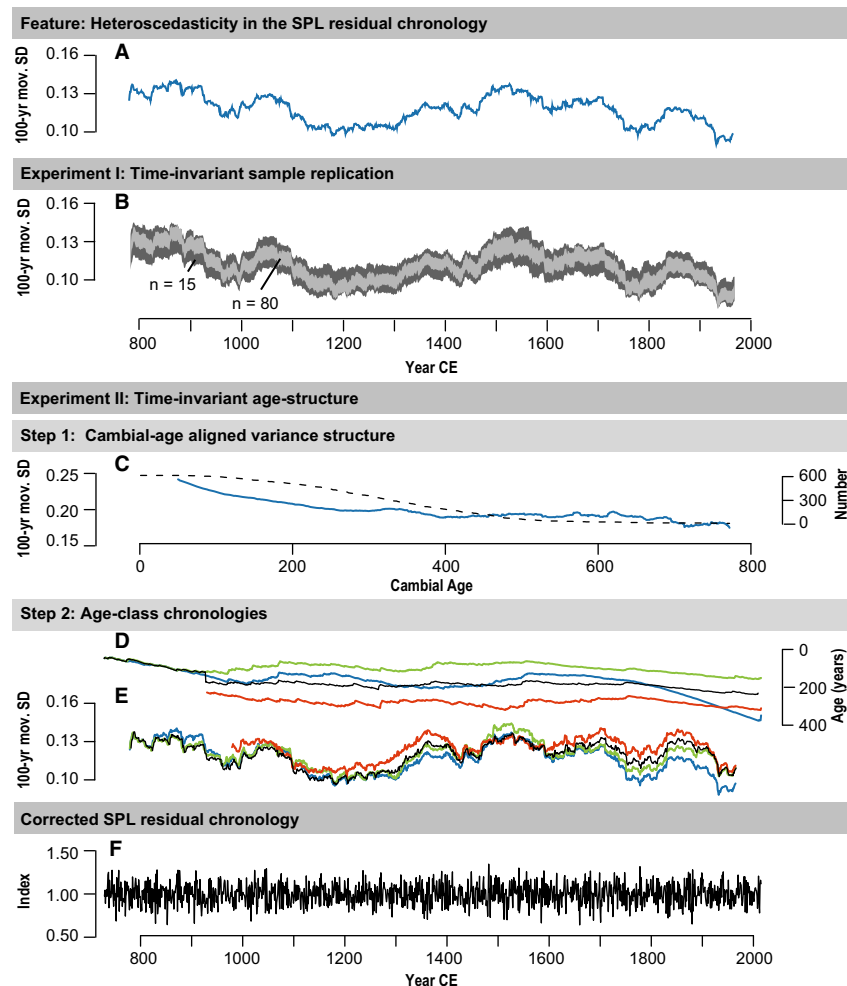 Feature: Heteroscedasticity in the SPL residual chronology
A
100-yr mov. SD
0.16
0.13
0.10
Experiment I: Time-invariant sample replication
B
100-yr mov. SD
0.16
0.13
0.10
n = 15
n = 80
800 1000 1200 1400 1600 1800 2000
Year CE
Experiment II: Time-invariant age-structure
Step 1: Cambial-age aligned variance structure
C
100-yr mov. SD
0.25
0.20
0.15
600
300
0
Number
0 200 400 600 800
Cambial Age
Step 2: Age-class chronologies
D
0
200
400
Age (years)
E
100-yr mov. SD
0.16
0.13
0.10
Corrected SPL residual chronology
F
Index
1.50
1.00
0.50
800 1000 1200 1400 1600 1800 2000
Year CE